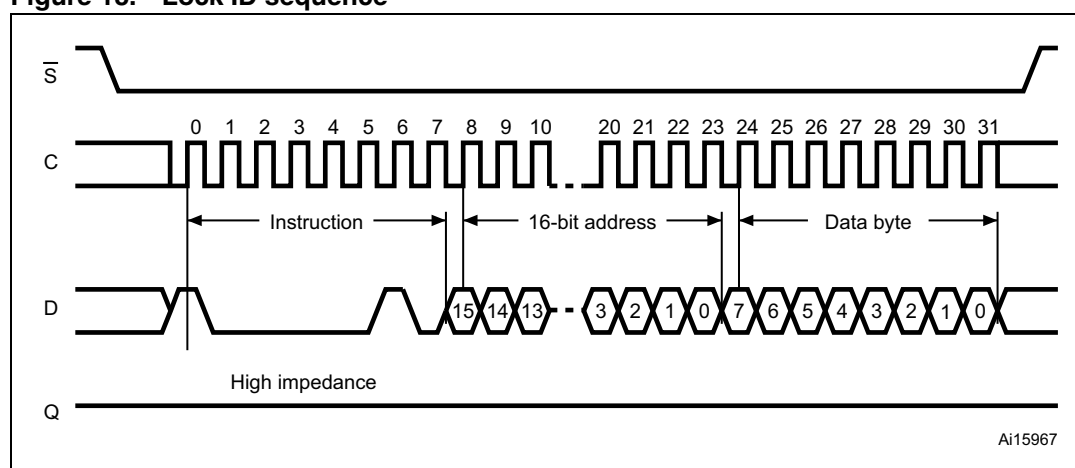 Figure 18. Lock ID sequence
S
0 1 2 3 4 5 6 7 8 9 10 20 21 22 23 24 25 26 27 28 29 30 31
C
Instruction 16-bit address Data byte
D 15 14 13 3 2 1 0 7 6 5 4 3 2 1 0
High impedance
Q
Ai15967